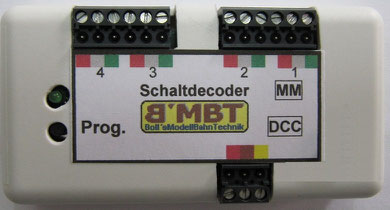 4 3 2 1
Schaltdecoder
MM
B*MBT
Boll'sModellBahnTechnik
Prog.
DCC